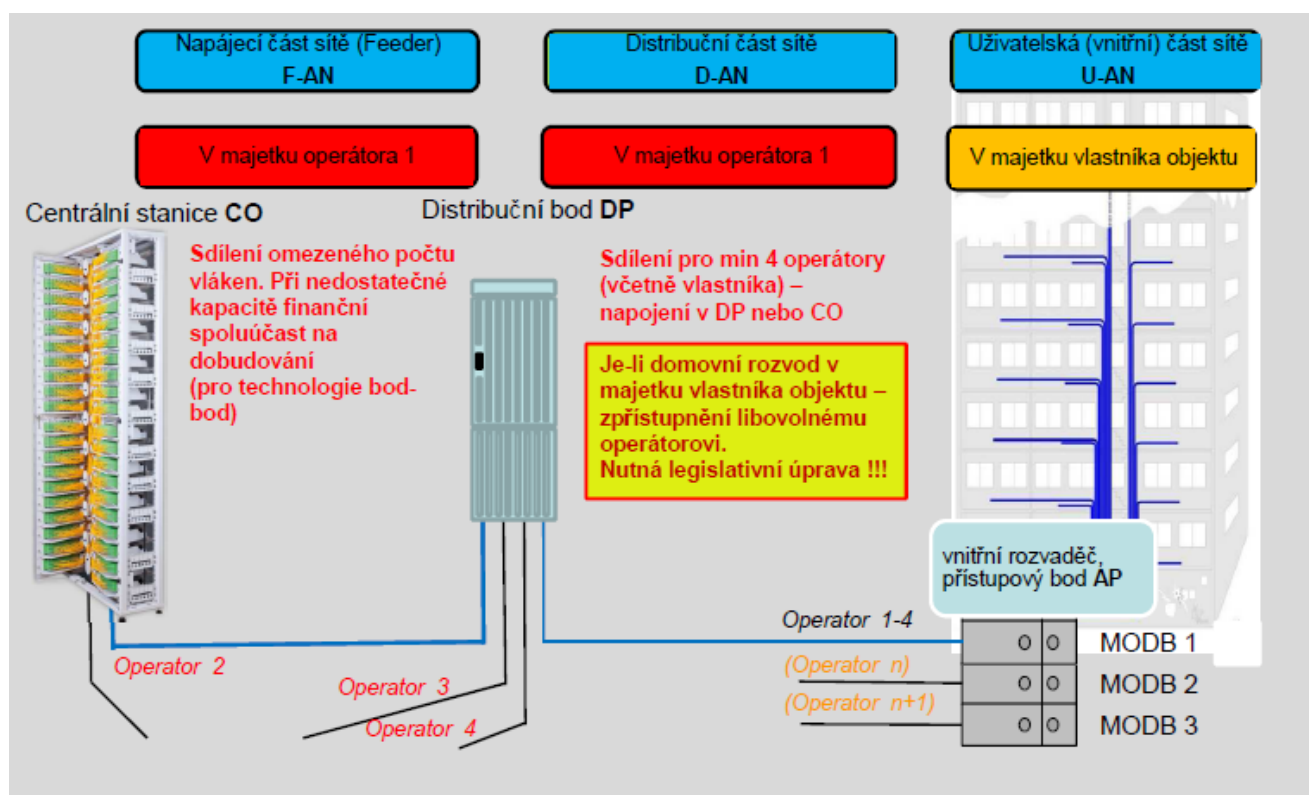 Napájecí část sítě (Feeder)
F-AN
Distribuční část sítě
D-AN
Uživatelská (vnitřní) část sítě
U-AN
V majetku operátora 1
V majetku operátora 1
V majetku vlastníka objektu
Centrální stanice CO
Distribuční bod DP
Sdílení omezeného počtu
vláken. Při nedostatečné
kapacitě finanční
spoluúčast na
dobudování
(pro technologie bod-
bod)
Sdílení pro min 4 operátory
(včetně vlastníka) –
napojení v DP nebo CO
Je-li domovní rozvod v
majetku vlastníka objektu –
zpřístupnění libovolnému
operátorovi.
Nutná legislativní úprava !!!
vnitřní rozvaděč,
přístupový bod AP
Operator 1-4
Operator 2
Operator 3
Operator 4
(Operator n)
(Operator n+1)
MODB 1
MODB 2
MODB 3